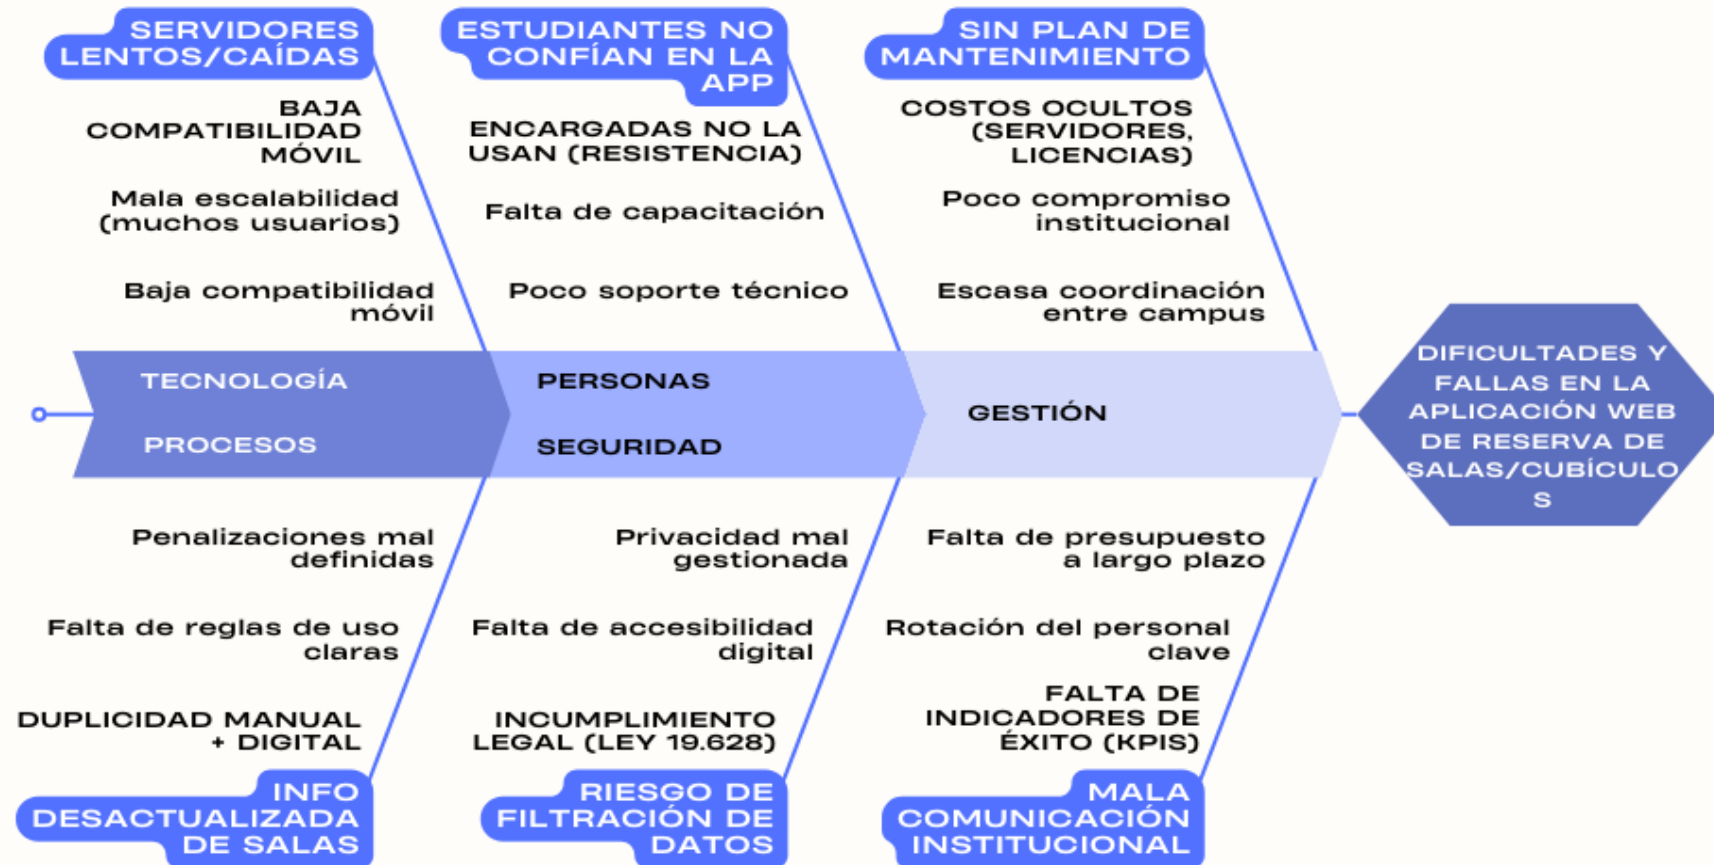 SERVIDORES
LENTOS/CAÍDAS
BAJA
COMPATIBILIDAD
MÓVIL
Mala escalabilidad
(muchos usuarios)
Baja compatibilidad
móvil
ESTUDIANTES NO
CONFÍAN EN LA
APP
ENCARGADAS NO LA
USAN (RESISTENCIA)
Falta de capacitación
Poco soporte técnico
SIN PLAN DE
MANTENIMIENTO
COSTOS OCULTOS
(SERVIDORES,
LICENCIAS)
Poco compromiso
institucional
Escasa coordinación
entre campus
TECNOLOGÍA
PROCESOS
PERSONAS
SEGURIDAD
GESTIÓN
DIFICULTADES Y
FALLAS EN LA
APLICACIÓN WEB
DE RESERVA DE
SALAS/CUBÍCULO
S
Penalizaciones mal
definidas
Falta de reglas de uso
claras
DUPLICIDAD MANUAL
+ DIGITAL
INFO
DESACTUALIZADA
DE SALAS
Privacidad mal
gestionada
Falta de accesibilidad
digital
INCUMPLIMIENTO
LEGAL (LEY 19.628)
RIESGO DE
FILTRACIÓN DE
DATOS
Falta de presupuesto
a largo plazo
Rotación del personal
clave
FALTA DE
INDICADORES DE
ÉXITO (KPIS)
MALA
COMUNICACIÓN
INSTITUCIONAL